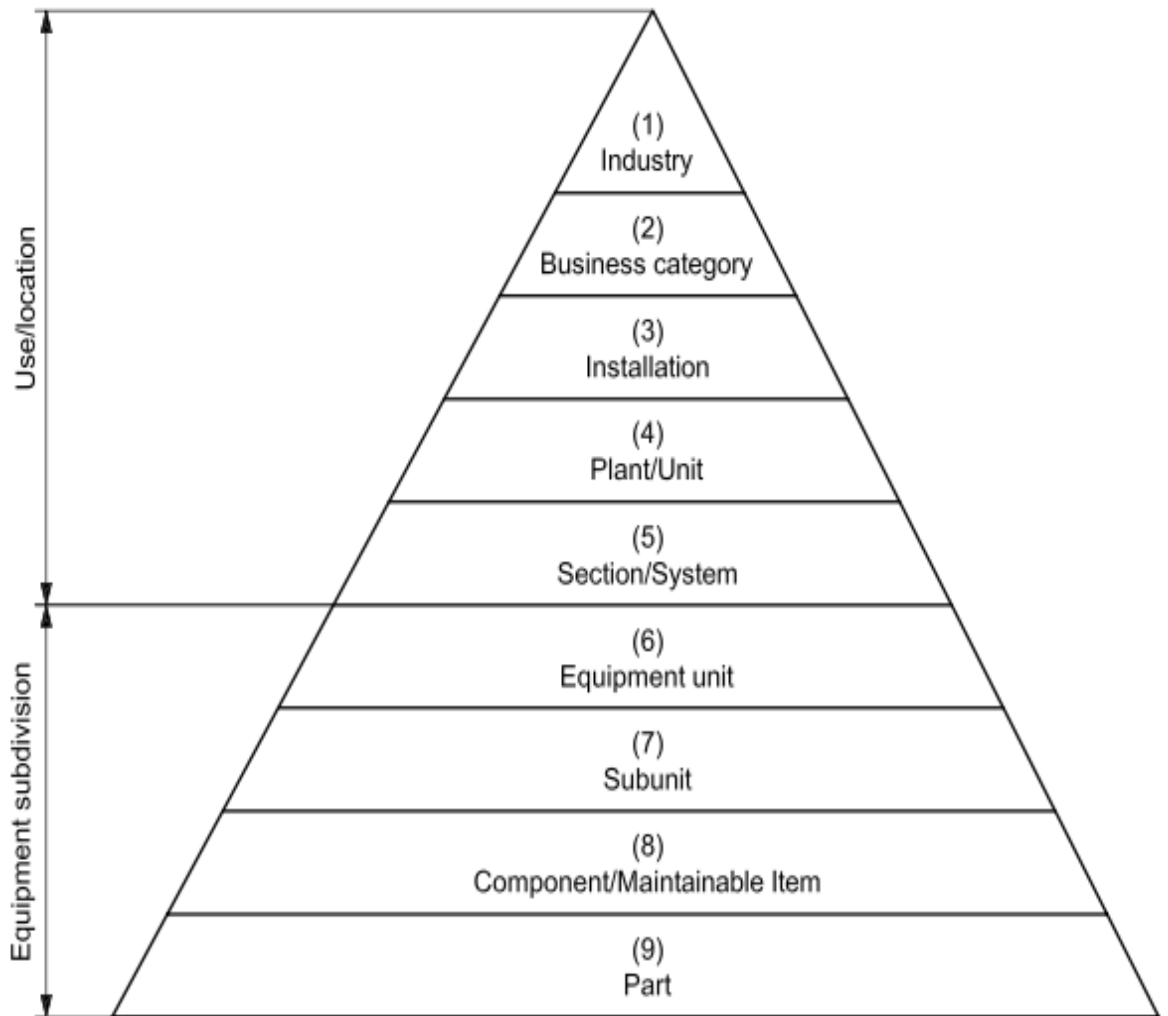 (1)
Industry
(2)
Business category
(3)
Installation
(4)
Plant/Unit
(5)
Section/System
(6)
Equipment unit
(7)
Subunit
(8)
Component/Maintainable Item
(9)
Part
Use/location
Equipment subdivision